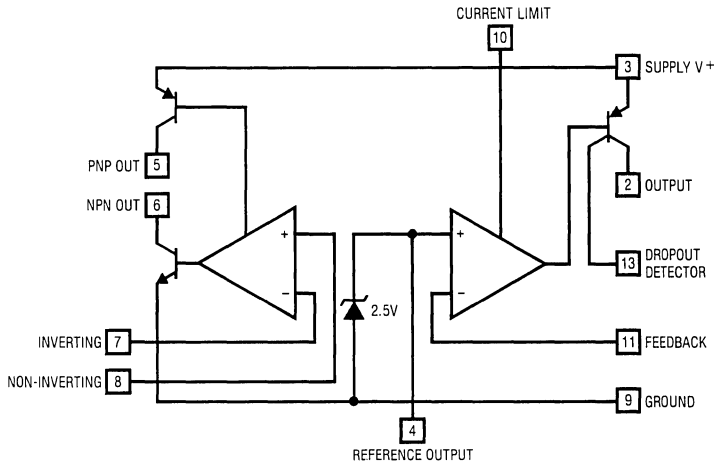 CURRENT LIMIT
10
3 SUPPLY V+
PNP OUT 5
NPN OUT 6
2 OUTPUT
+
−
+
−
13 DROPOUT
DETECTOR
2.5V
INVERTING 7
11 FEEDBACK
NON-INVERTING 8
9 GROUND
4
REFERENCE OUTPUT